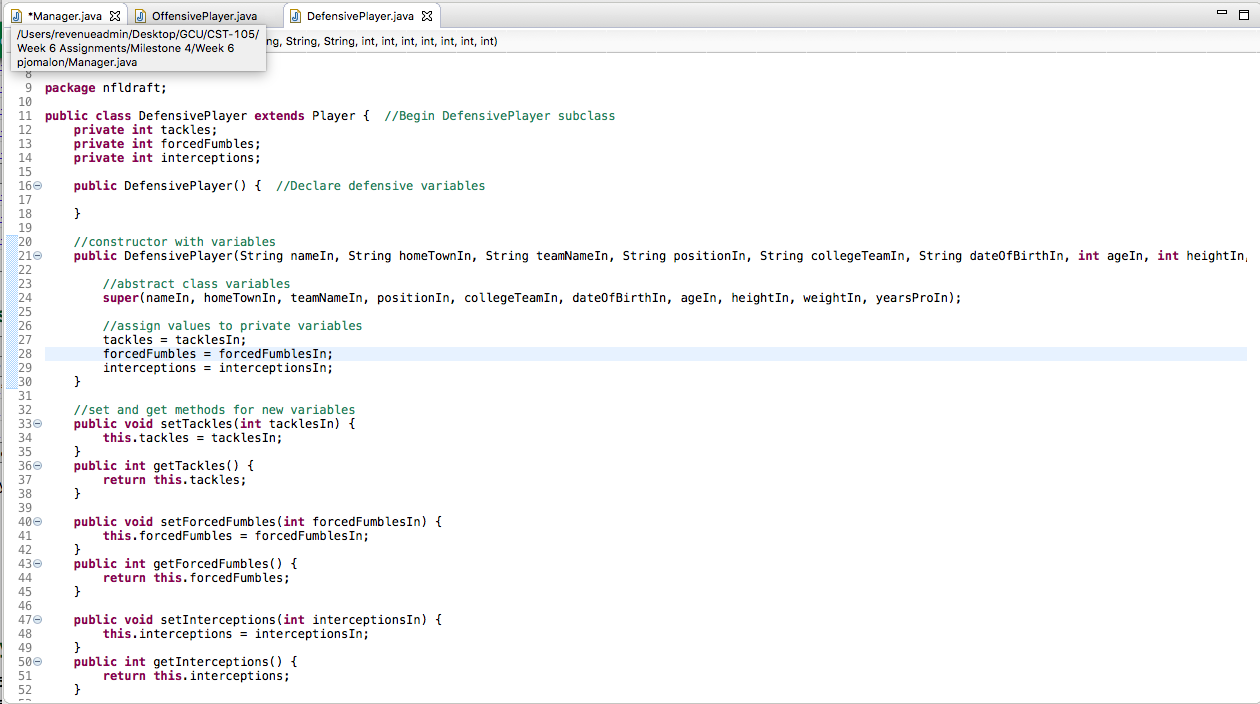 *Manager.java OffensivePlayer.java DefensivePlayer.java
/Users/revenueadmin/Desktop/GCU/CST-105/
Week 6 Assignments/Milestone 4/Week 6
pjomalon/Manager.java
ng, String, String, int, int, int, int, int, int, int)
8
9 package nfldraft;
10
11 public class DefensivePlayer extends Player { //Begin DefensivePlayer subclass
12 private int tackles;
13 private int forcedFumbles;
14 private int interceptions;
15
16 public DefensivePlayer() { //Declare defensive variables
17
18 }
19
20 //constructor with variables
21 public DefensivePlayer(String nameIn, String homeTownIn, String teamNameIn, String positionIn, String collegeTeamIn, String dateOfBirthIn, int ageIn, int heightIn,
22
23 //abstract class variables
24 super(nameIn, homeTownIn, teamNameIn, positionIn, collegeTeamIn, dateOfBirthIn, ageIn, heightIn, weightIn, yearsProIn);
25
26 //assign values to private variables
27 tackles = tacklesIn;
28 forcedFumbles = forcedFumblesIn;
29 interceptions = interceptionsIn;
30 }
31
32 //set and get methods for new variables
33 public void setTackles(int tacklesIn) {
34 this.tackles = tacklesIn;
35 }
36 public int getTackles() {
37 return this.tackles;
38 }
39
40 public void setForcedFumbles(int forcedFumblesIn) {
41 this.forcedFumbles = forcedFumblesIn;
42 }
43 public int getForcedFumbles() {
44 return this.forcedFumbles;
45 }
46
47 public void setInterceptions(int interceptionsIn) {
48 this.interceptions = interceptionsIn;
49 }
50 public int getInterceptions() {
51 return this.interceptions;
52 }